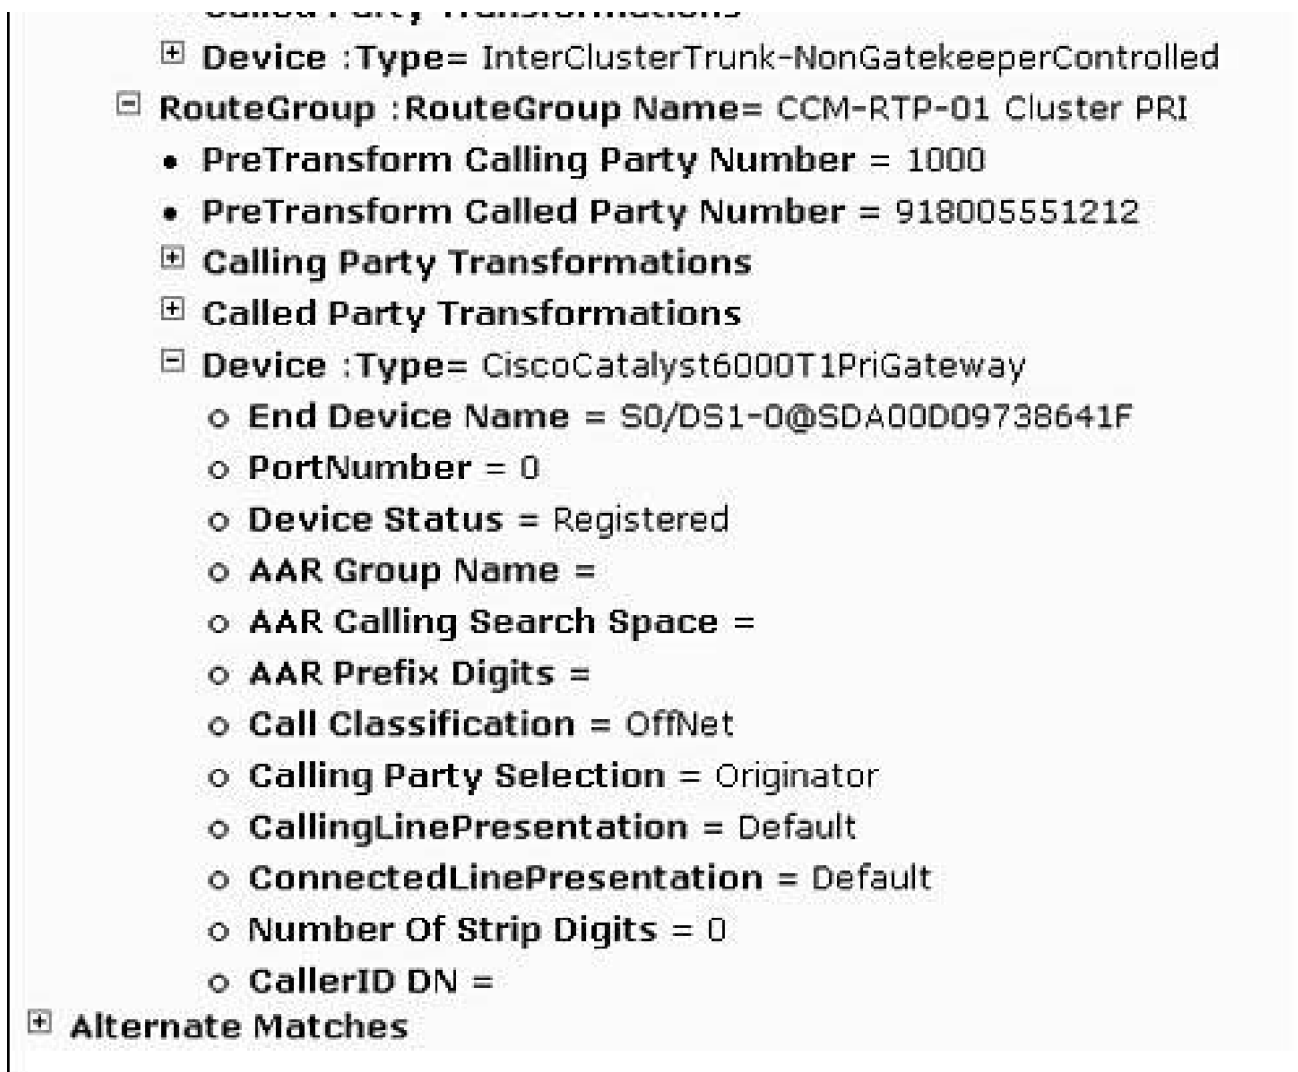 Called Party Transformations
Device :Type= InterClusterTrunk-NonGatekeeperControlled
RouteGroup :RouteGroup Name= CCM-RTP-01 Cluster PRI
PreTransform Calling Party Number = 1000
PreTransform Called Party Number = 918005551212
Calling Party Transformations
Called Party Transformations
Device :Type= CiscoCatalyst6000T1PriGateway
End Device Name = S0/DS1-0@SDA00D09738641F
PortNumber = 0
Device Status = Registered
AAR Group Name =
AAR Calling Search Space =
AAR Prefix Digits =
Call Classification = OffNet
Calling Party Selection = Originator
CallingLinePresentation = Default
ConnectedLinePresentation = Default
Number Of Strip Digits = 0
CallerID DN =
Alternate Matches